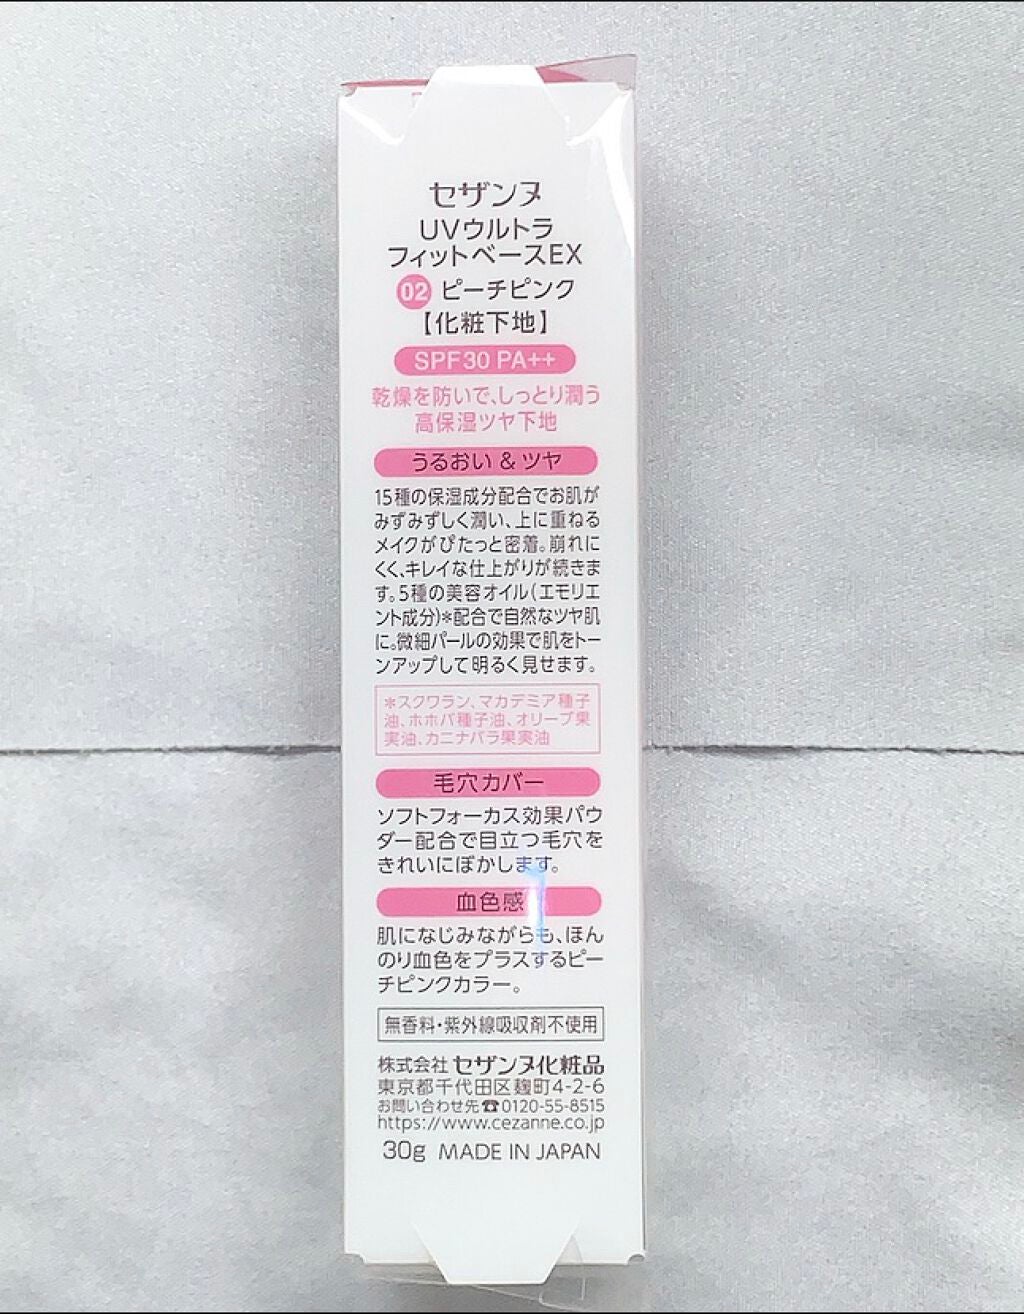 セザンヌ
UVウルトラ
フィットベースEX
02 ピーチピンク
【化粧下地】
SPF30 PA++
乾燥を防いで、しっとり潤う
高保湿ツヤ下地
うるおい & ツヤ
15種の保湿成分配合でお肌が
みずみずしく潤い、上に重ねる
メイクがぴたっと密着。崩れに
くく、キレイな仕上がりが続きま
す。5種の美容オイル(エモリエ
ント成分)*配合で自然なツヤ肌
に。微細パールの効果で肌をトー
ンアップして明るく見せます。
*スクワラン、マカデミア種子
油、ホホバ種子油、オリーブ果
実油、カニナバラ果実油
毛穴カバー
ソフトフォーカス効果パウ
ダー配合で目立つ毛穴を
きれいにぼかします。
血色感
肌になじみながらも、ほん
のり血色をプラスするピー
チピンクカラー。
無香料・紫外線吸収剤不使用
株式会社 セザンヌ化粧品
東京都千代田区麹町4-2-6
お問い合わせ先☎0120-55-8515
https://www.cezanne.co.jp
30g MADE IN JAPAN